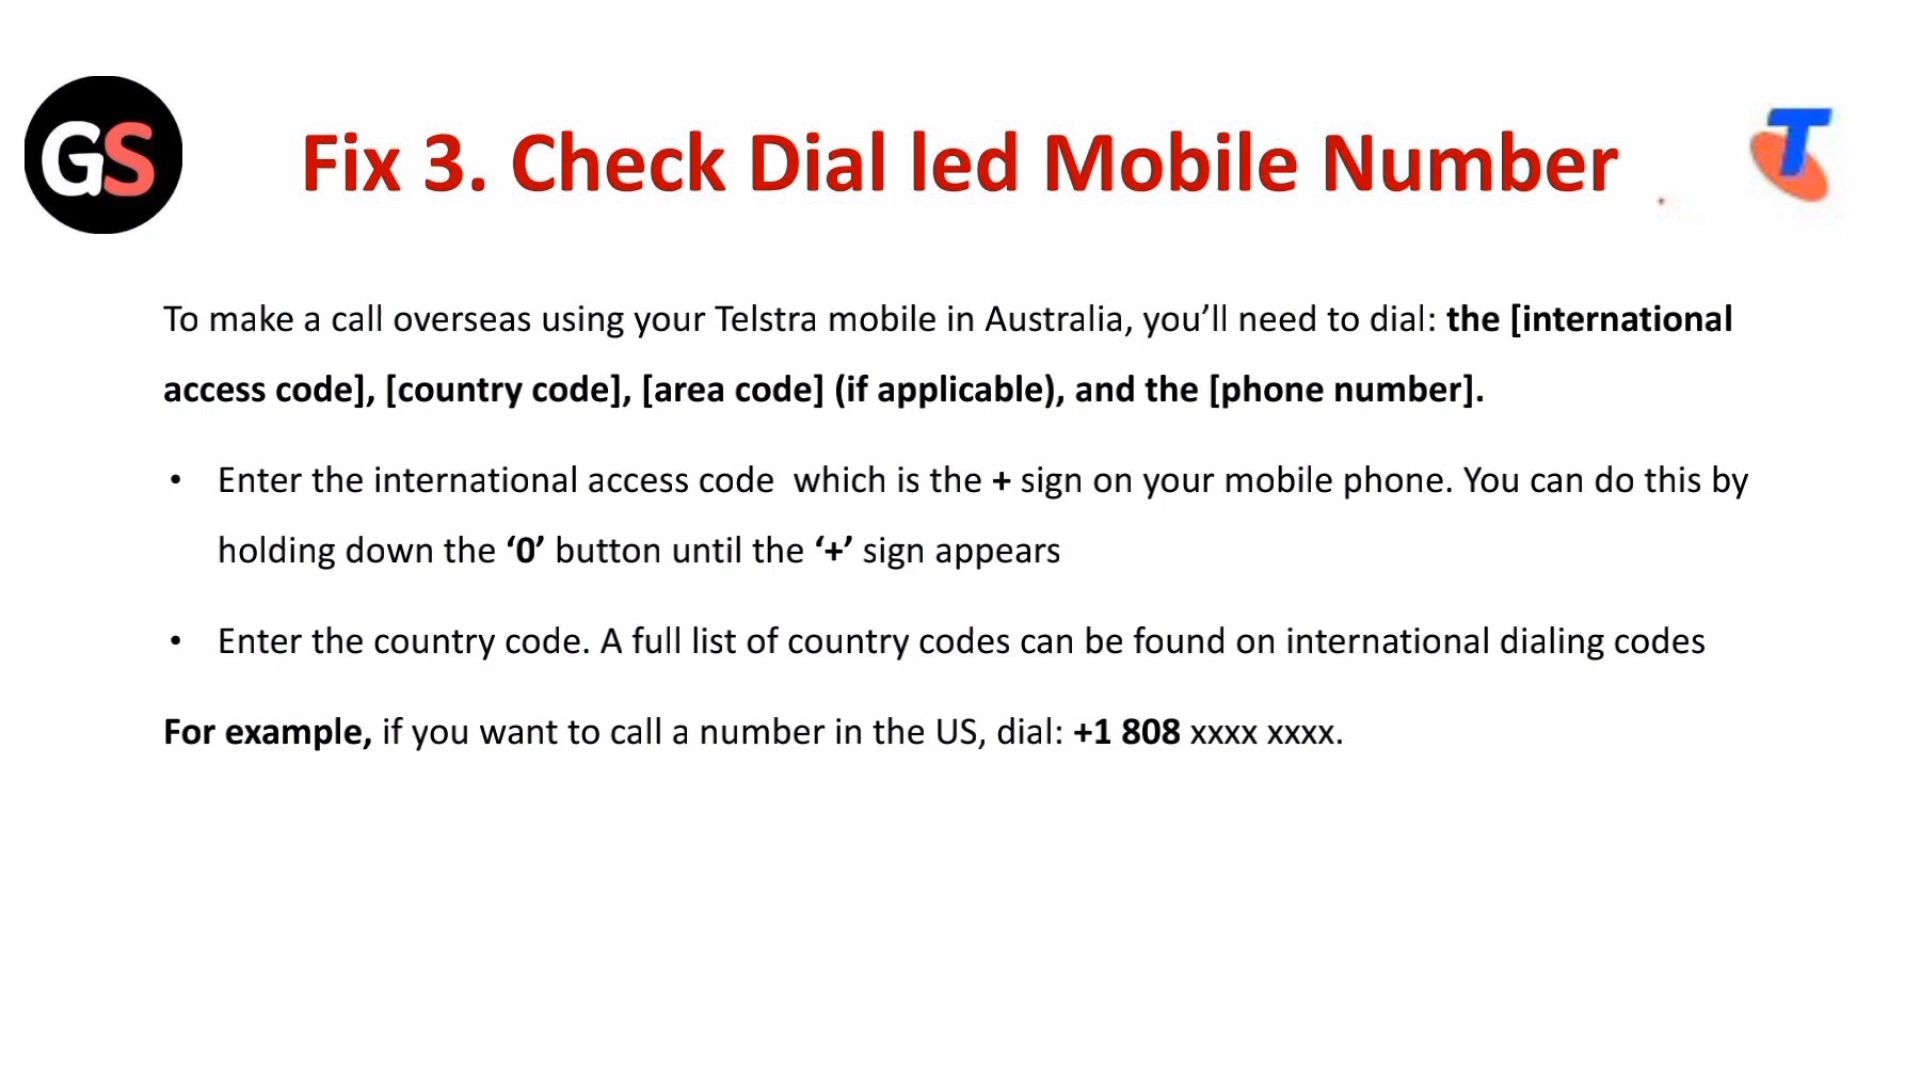 GS
Fix 3. Check Dial led Mobile Number
T
To make a call overseas using your Telstra mobile in Australia, you’ll need to dial: the [international
access code], [country code], [area code] (if applicable), and the [phone number].
• Enter the international access code  which is the + sign on your mobile phone. You can do this by
holding down the ‘0’ button until the ‘+’ sign appears
• Enter the country code. A full list of country codes can be found on international dialing codes
For example, if you want to call a number in the US, dial: +1 808 xxxx xxxx.